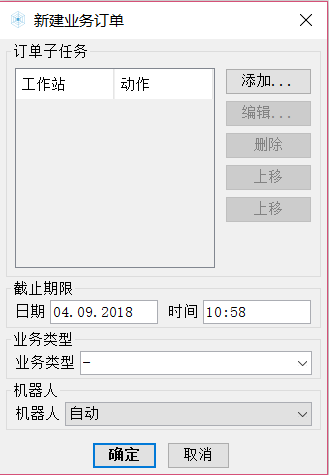 新建业务订单
订单子任务
工作站 动作
添加...
编辑...
删除
上移
上移
截止期限
日期 04.09.2018 时间 10:58
业务类型
业务类型 -
机器人
机器人 自动
确定 取消